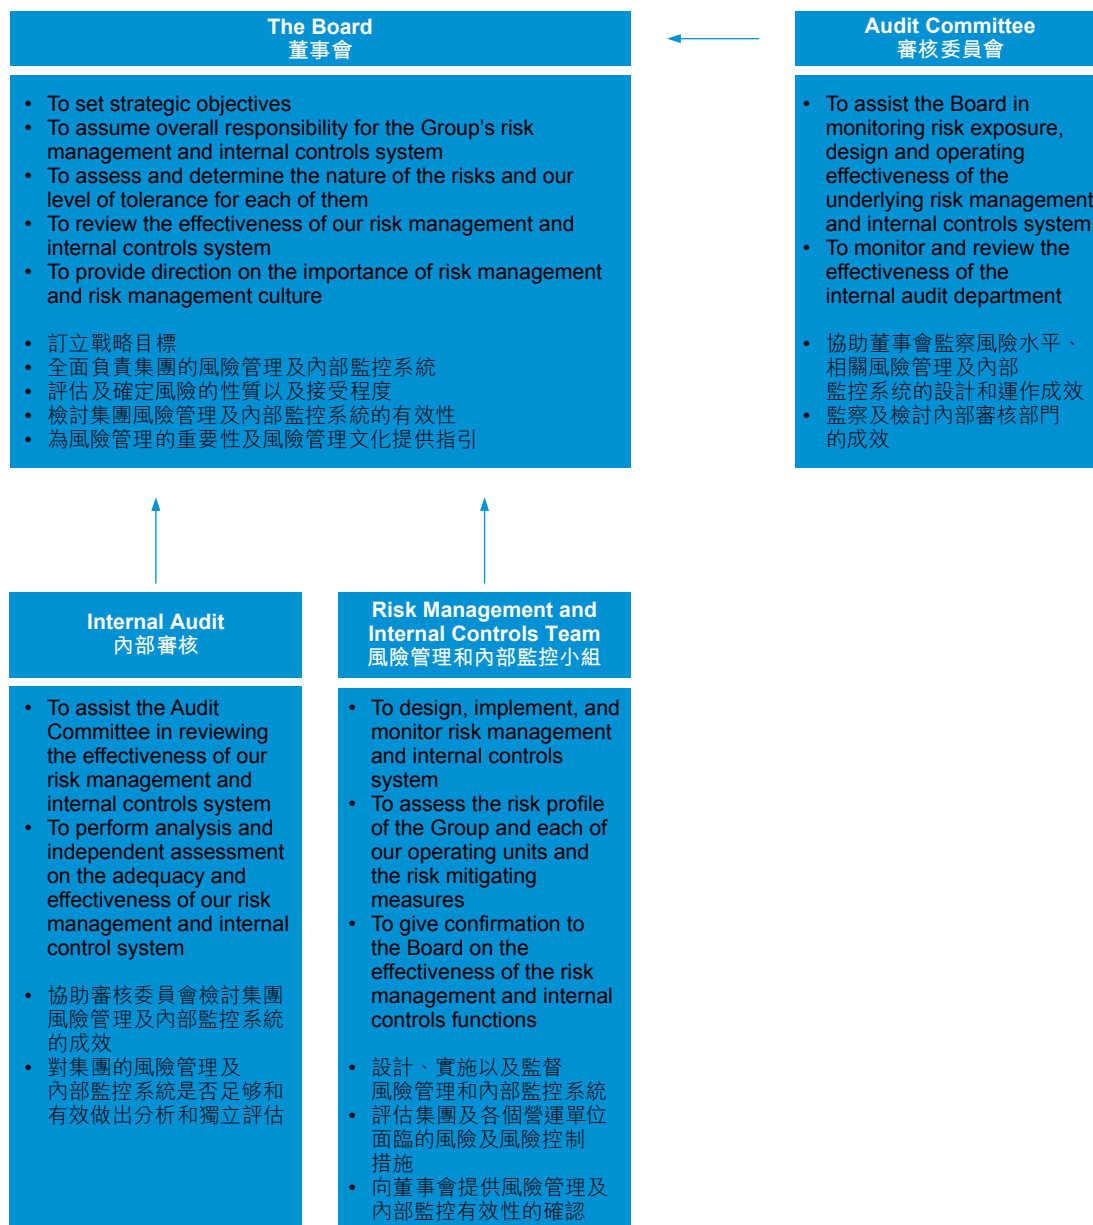 The Board
董事會
• To set strategic objectives
• To assume overall responsibility for the Group’s risk
management and internal controls system
• To assess and determine the nature of the risks and our
level of tolerance for each of them
• To review the effectiveness of our risk management and
internal controls system
• To provide direction on the importance of risk management
and risk management culture
• 訂立戰略目標
• 全面負責集團的風險管理及內部監控系統
• 評估及確定風險的性質以及接受程度
• 檢討集團風險管理及內部監控系統的有效性
• 為風險管理的重要性及風險管理文化提供指引
Audit Committee
審核委員會
• To assist the Board in
monitoring risk exposure,
design and operating
effectiveness of the
underlying risk management
and internal controls system
• To monitor and review the
effectiveness of the
internal audit department
• 協助董事會監察風險水平、
相關風險管理及內部
監控系统的設計和運作成效
• 監察及檢討內部審核部門
的成效
Internal Audit
內部審核
• To assist the Audit
Committee in reviewing
the effectiveness of our
risk management and
internal controls system
• To perform analysis and
independent assessment
on the adequacy and
effectiveness of our risk
management and internal
control system
• 協助審核委員會檢討集團
風險管理及內部監控系統
的成效
• 對集團的風險管理及
內部監控系統是否足够和
有效做出分析和獨立評估
Risk Management and
Internal Controls Team
風險管理和內部監控小組
• To design, implement, and
monitor risk management
and internal controls
system
• To assess the risk profile
of the Group and each of
our operating units and
the risk mitigating
measures
• To give confirmation to
the Board on the
effectiveness of the risk
management and internal
controls functions
• 設計、實施以及監督
風險管理和內部監控系統
• 評估集團及各個營運單位
面臨的風險及風險控制
措施
• 向董事會提供風險管理及
內部監控有效性的確認